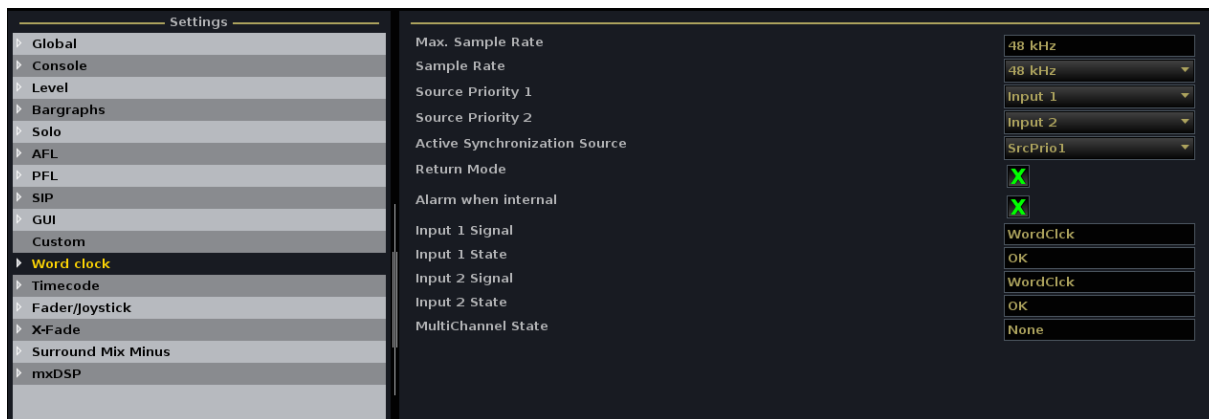 Settings
Global
Console
Level
Bargraphs
Solo
AFL
PFL
SIP
GUI
Custom
Word clock
Timecode
Fader/Joystick
X-Fade
Surround Mix Minus
mxDSP
Max. Sample Rate 48 kHz
Sample Rate 48 kHz
Source Priority 1 Input 1
Source Priority 2 Input 2
Active Synchronization Source SrcPrio1
Return Mode X
Alarm when internal X
Input 1 Signal WordClck
Input 1 State OK
Input 2 Signal WordClck
Input 2 State OK
MultiChannel State None